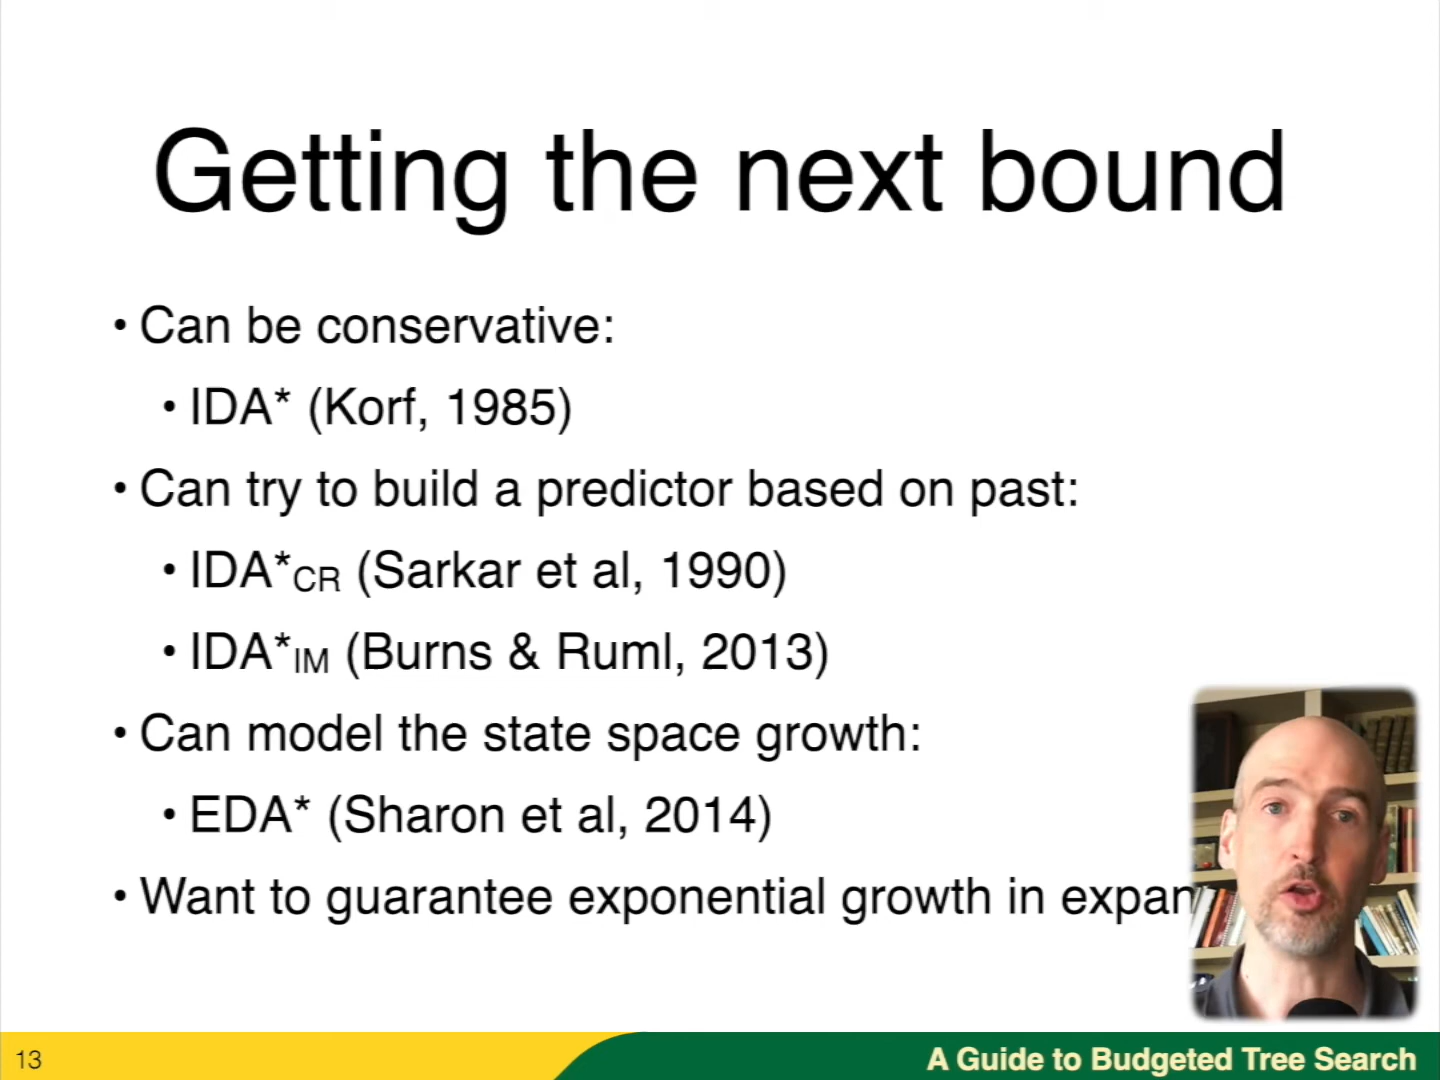 Getting the next bound
• Can be conservative:
• IDA* (Korf, 1985)
• Can try to build a predictor based on past:
• IDA*CR (Sarkar et al, 1990)
• IDA*IM (Burns & Ruml, 2013)
• Can model the state space growth:
• EDA* (Sharon et al, 2014)
• Want to guarantee exponential growth in expan
13
A Guide to Budgeted Tree Search